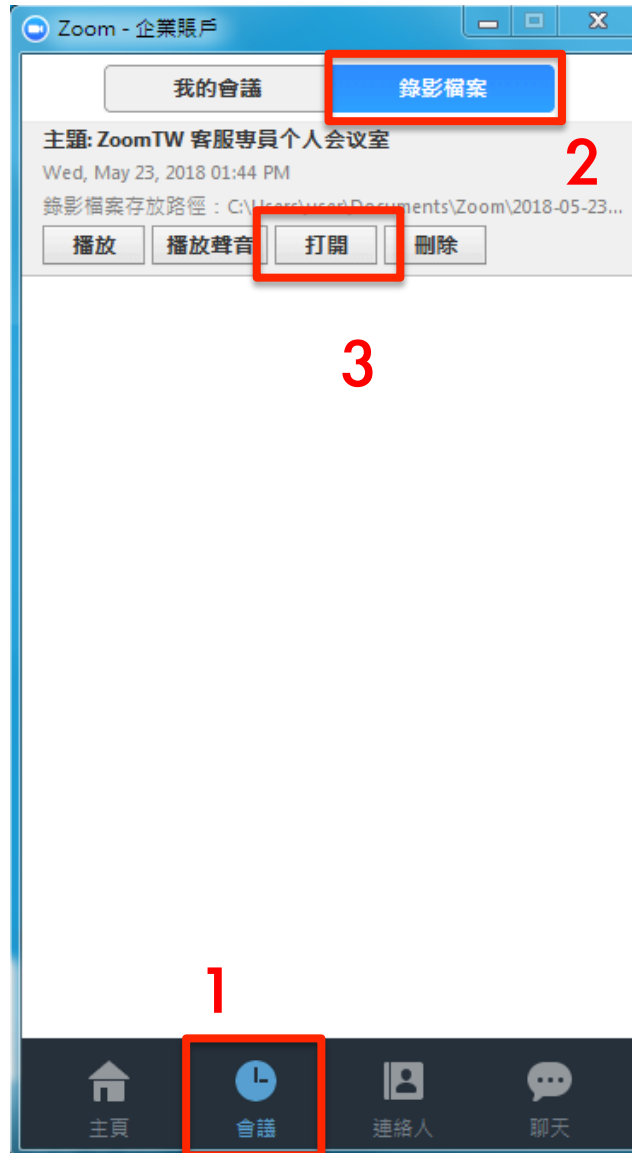 Zoom - 企業賬戶
我的會議 錄影檔案
2
主題: ZoomTW 客服專員个人会议室
Wed, May 23, 2018 01:44 PM
錄影檔案存放路徑：C:\Users\user\Documents\Zoom\2018-05-23...
播放 播放聲音 打開 刪除
3
1
主頁 會議 連絡人 聊天